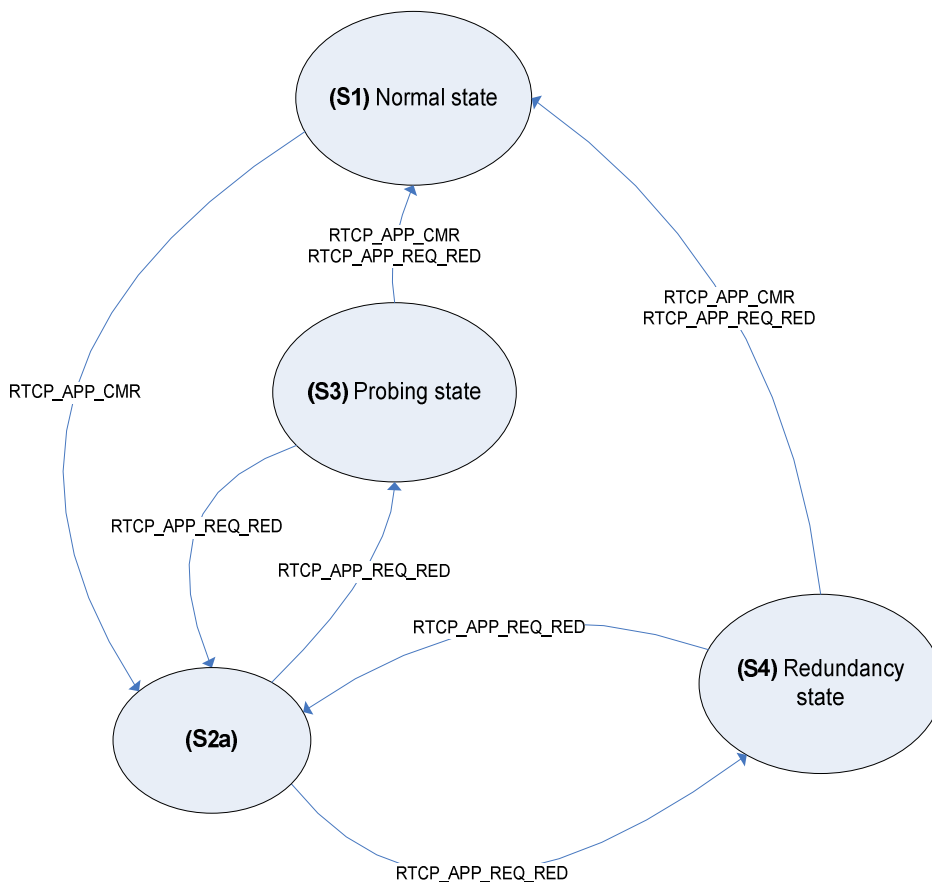 (S1) Normal state
RTCP_APP_CMR
RTCP_APP_REQ_RED
RTCP_APP_CMR
RTCP_APP_REQ_RED
RTCP_APP_CMR
(S3) Probing state
RTCP_APP_REQ_RED
RTCP_APP_REQ_RED
RTCP_APP_REQ_RED
(S4) Redundancy
state
(S2a)
RTCP_APP_REQ_RED